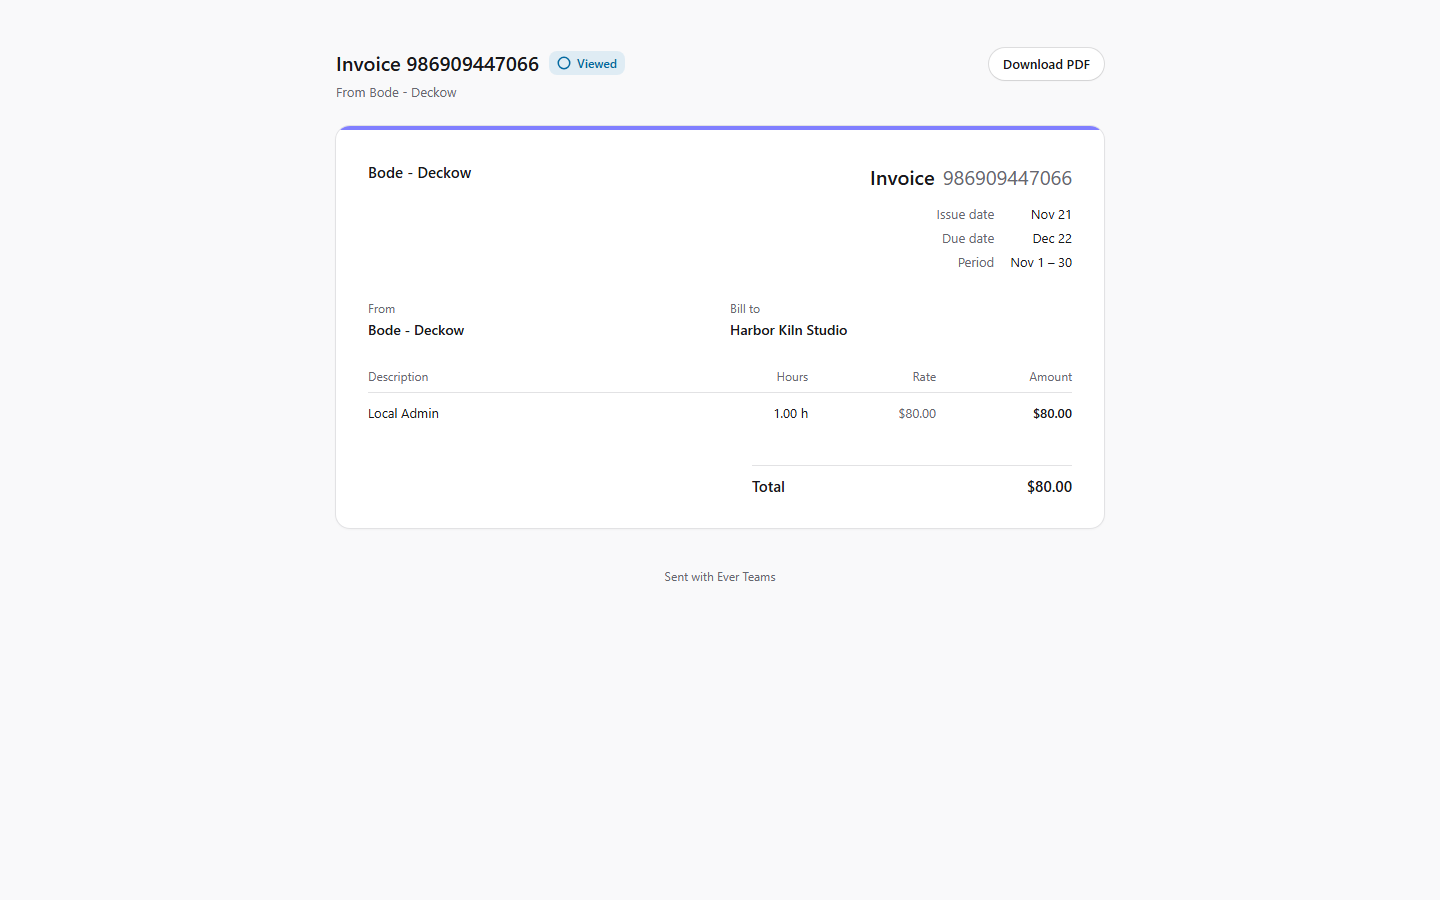 Invoice 986909447066 Viewed
Download PDF
From Bode - Deckow
Bode - Deckow
Invoice 986909447066
Issue date Nov 21
Due date Dec 22
Period Nov 1 – 30
From
Bode - Deckow
Bill to
Harbor Kiln Studio
Description Hours Rate Amount
Local Admin 1.00 h $80.00 $80.00
Total $80.00
Sent with Ever Teams